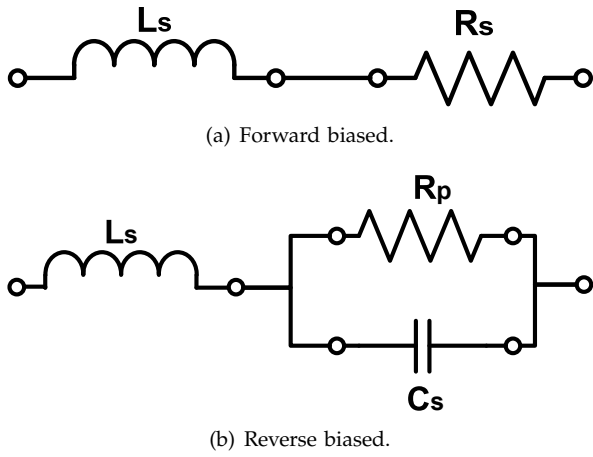 Ls
Rs
(a) Forward biased.
Rp
Ls
Cs
(b) Reverse biased.